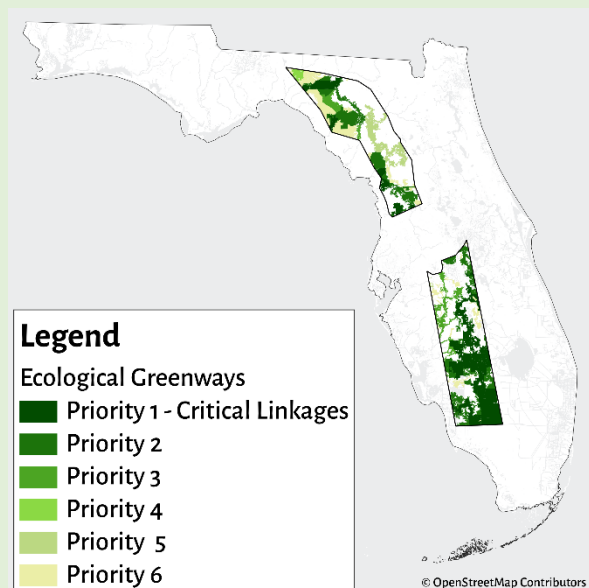 Legend
Ecological Greenways
Priority 1 - Critical Linkages
Priority 2
Priority 3
Priority 4
Priority 5
Priority 6
© OpenStreetMap Contributors